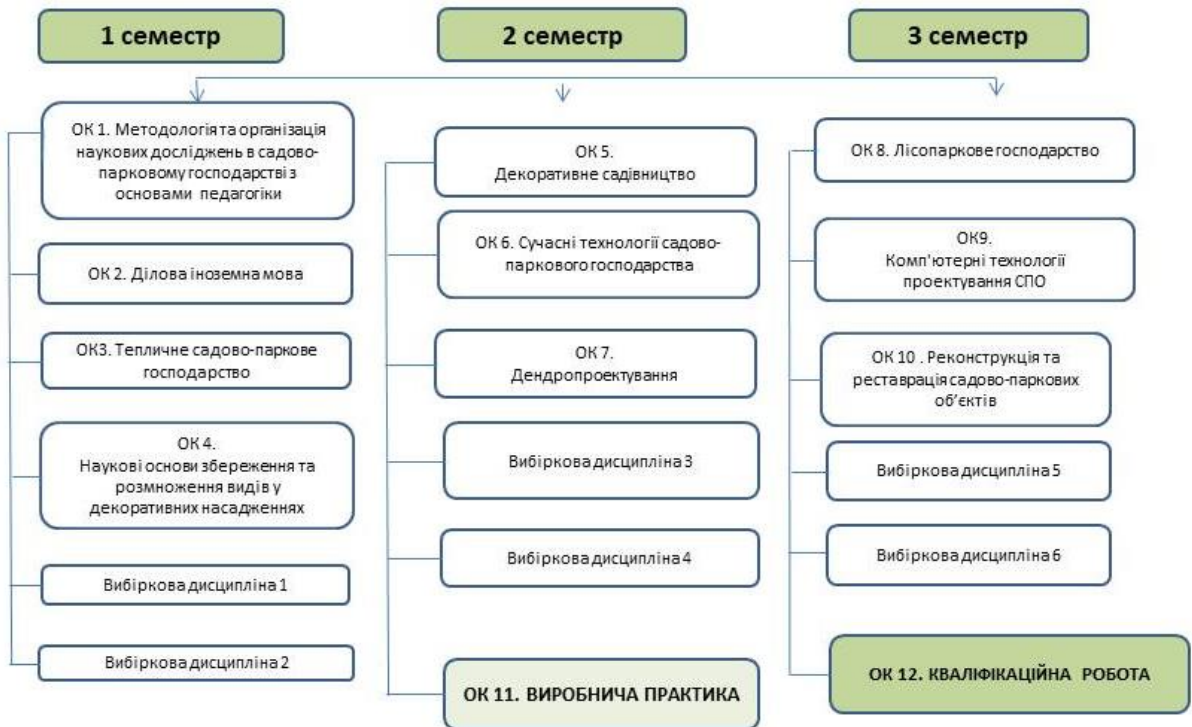 1 семестр
2 семестр
3 семестр
ОК 1. Методологія та організація
наукових досліджень в садово-
парковому господарстві з
основами педагогіки
ОК 2. Ділова іноземна мова
ОК3. Тепличне садово-паркове
господарство
ОК 4.
Наукові основи збереження та
розмноження видів у
декоративних насадженнях
Вибіркова дисципліна 1
Вибіркова дисципліна 2
ОК 5.
Декоративне садівництво
ОК 6. Сучасні технології садово-
паркового господарства
ОК 7.
Дендропроектування
Вибіркова дисципліна 3
Вибіркова дисципліна 4
ОК 11. ВИРОБНИЧА ПРАКТИКА
ОК 8. Лісопаркове господарство
ОК9.
Комп'ютерні технології
проектування СПО
ОК 10 . Реконструкція та
реставрація садово-паркових
об’єктів
Вибіркова дисципліна 5
Вибіркова дисципліна 6
ОК 12. КВАЛІФІКАЦІЙНА РОБОТА